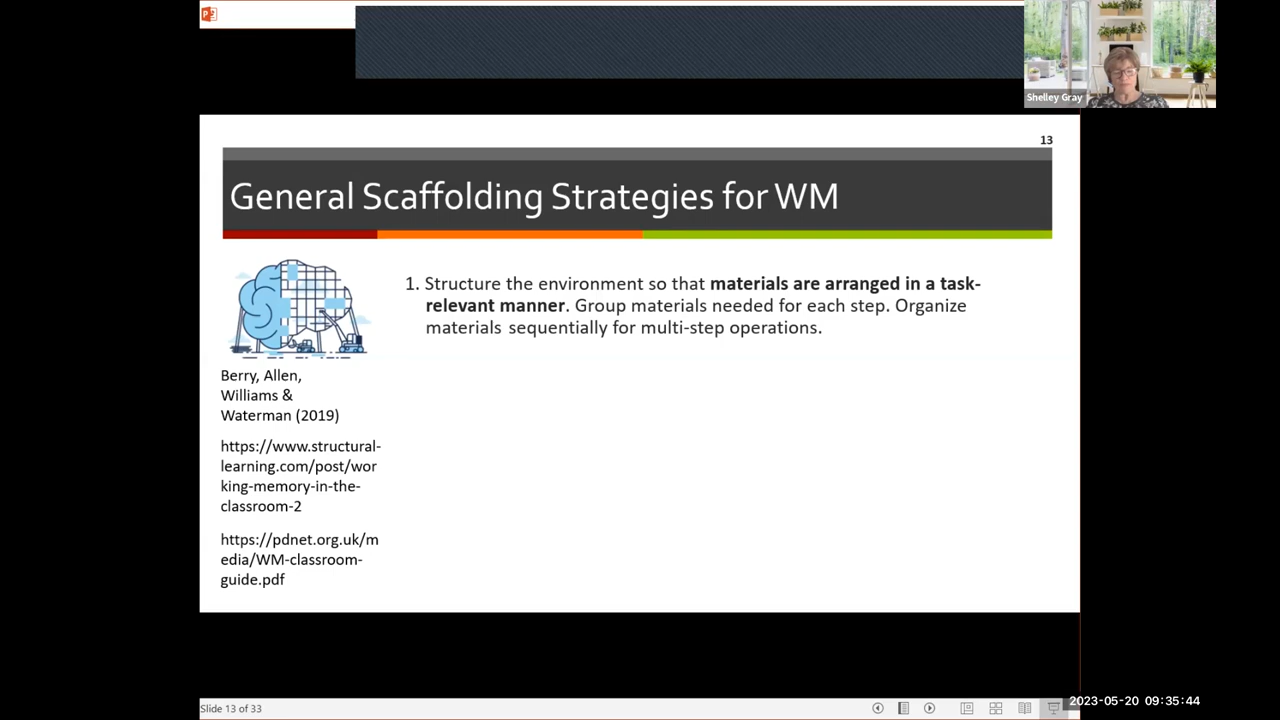 Shelley Gray
13
General Scaffolding Strategies for WM
1. Structure the environment so that materials are arranged in a task-
relevant manner. Group materials needed for each step. Organize
materials sequentially for multi-step operations.
Berry, Allen,
Williams &
Waterman (2019)
https://www.structural-
learning.com/post/wor
king-memory-in-the-
classroom-2
https://pdnet.org.uk/m
edia/WM-classroom-
guide.pdf
Slide 13 of 33
2023-05-20 09:35:44